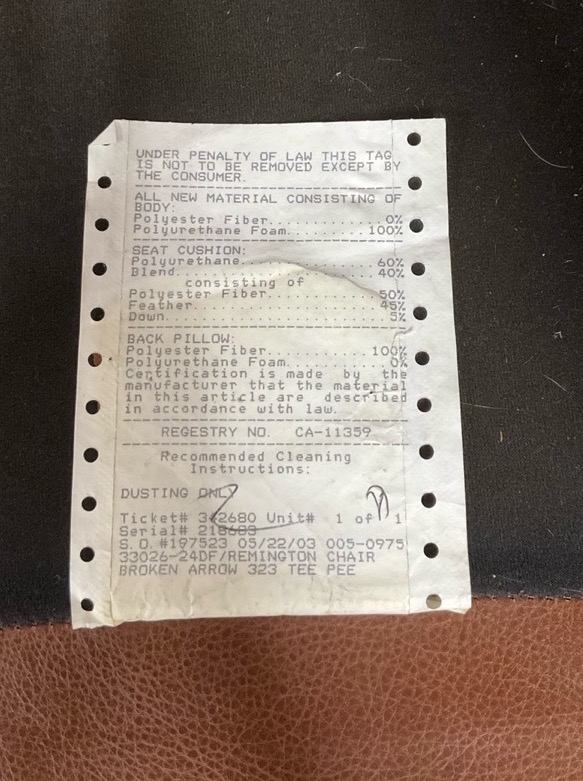 UNDER PENALTY OF LAW THIS TAG
IS NOT TO BE REMOVED EXCEPT BY
THE CONSUMER.
ALL NEW MATERIAL CONSISTING OF
BODY:
Polyester Fiber.............. 0%
Polyurethane Foam.......... 100%
SEAT CUSHION:
Polyurethane................ 60%
Blend....................... 40%
consisting of
Polyester Fiber............. 50%
Feather..................... 45%
Down......................... 5%
BACK PILLOW:
Polyester Fiber............ 100%
Polyurethane Foam............ 0%
Certification is made by the
manufacturer that the material
in this article are described
in accordance with law.
REGESTRY NO. CA-11359
Recommended Cleaning
Instructions:
DUSTING ONLY
Ticket# 342680 Unit# 1 of 1
Serial#
S.O.#197523 05/22/03 005-0975
33026-24DF/REMINGTON CHAIR
BROKEN ARROW 323 TEE PEE